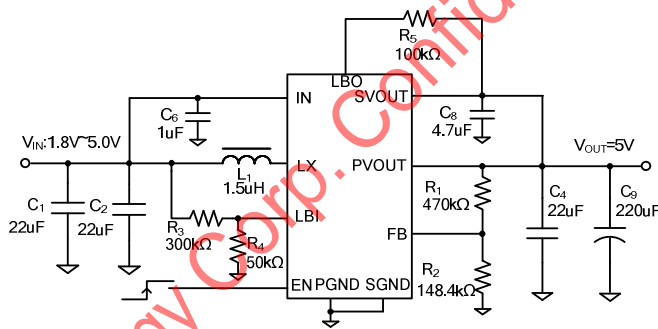 R5
100kΩ
LBO
IN
SVOUT
C6
1uF
C8
4.7uF
VIN:1.8V~5.0V
VOUT=5V
LX
PVOUT
L1
1.5uH
C1
22uF
C2
22uF
R1
470kΩ
C4
22uF
C9
220uF
R3
300kΩ
LBI
R4
50kΩ
FB
R2
148.4kΩ
EN
PGND
SGND
gy Corp. Confid